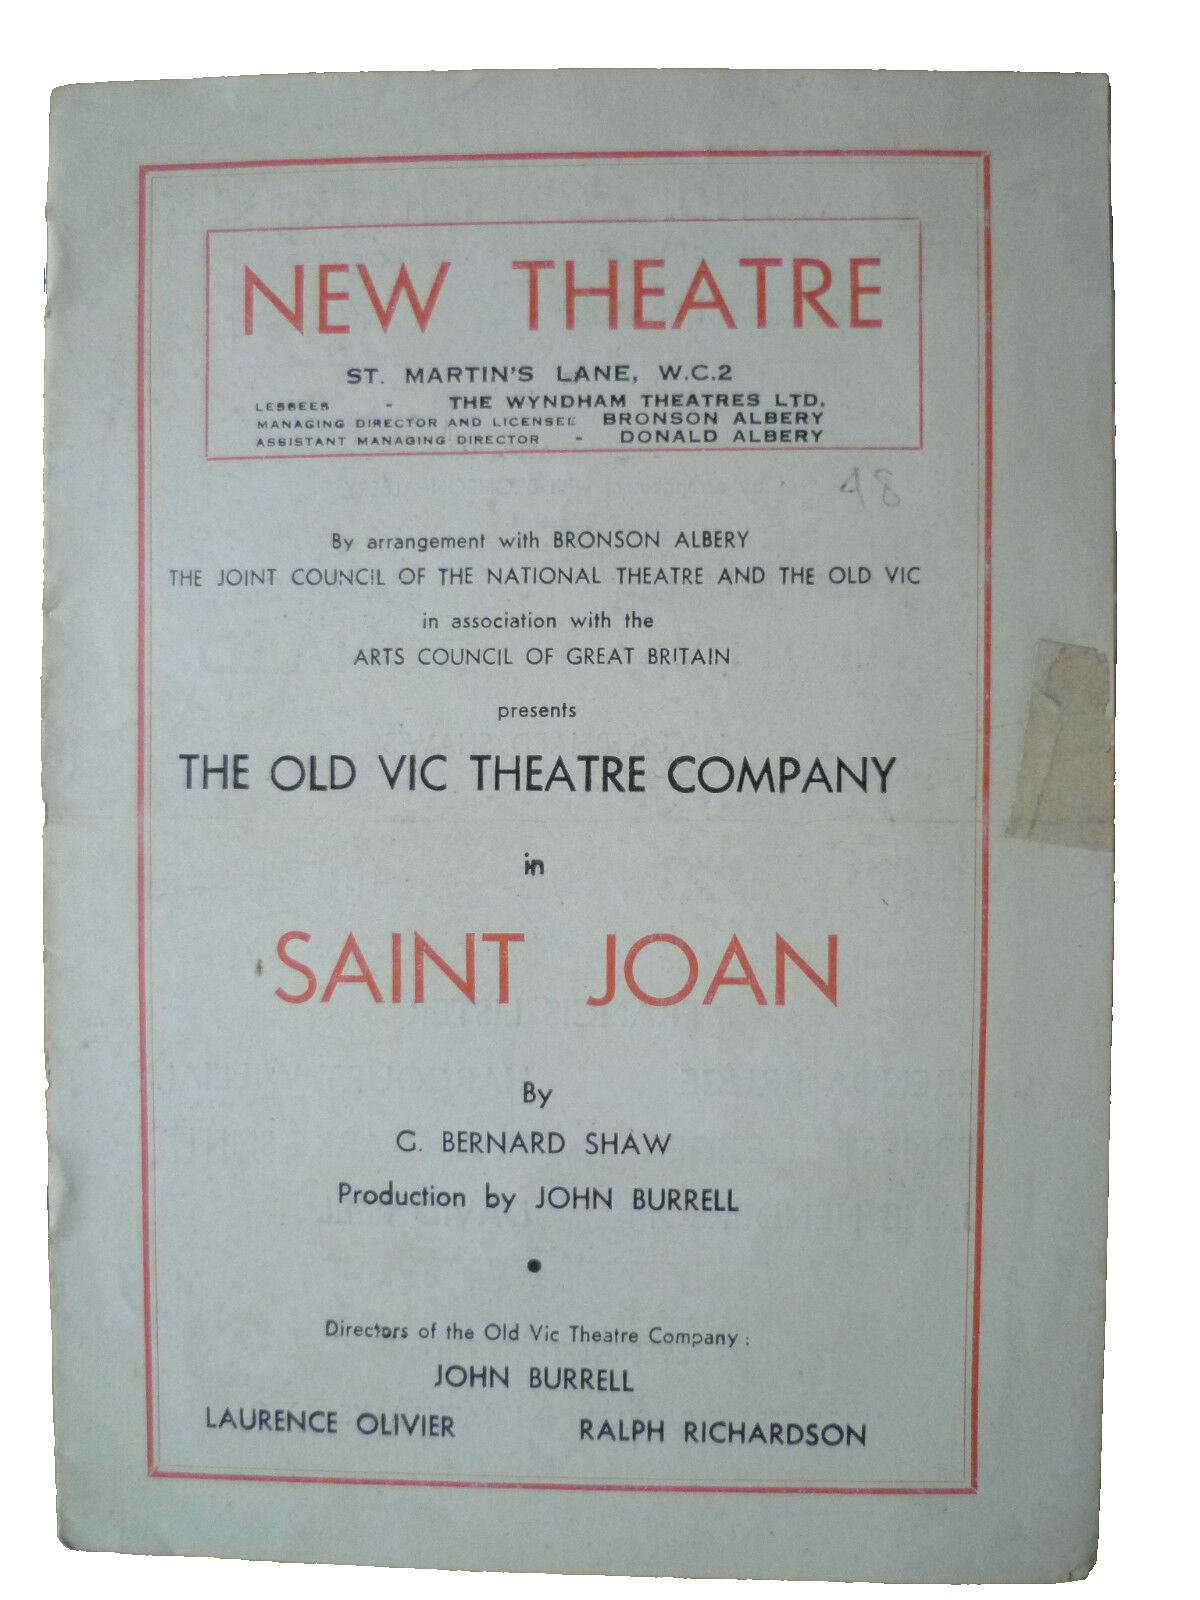 NEW THEATRE
ST. MARTIN'S LANE, W.C.2
LESSEES - THE WYNDHAM THEATRES LTD.
MANAGING DIRECTOR AND LICENSEE BRONSON ALBERY
ASSISTANT MANAGING DIRECTOR - DONALD ALBERY
48
By arrangement with BRONSON ALBERY
THE JOINT COUNCIL OF THE NATIONAL THEATRE AND THE OLD VIC
in association with the
ARTS COUNCIL OF GREAT BRITAIN
presents
THE OLD VIC THEATRE COMPANY
in
SAINT JOAN
By
G. BERNARD SHAW
Production by JOHN BURRELL
•
Directors of the Old Vic Theatre Company :
JOHN BURRELL
LAURENCE OLIVIER RALPH RICHARDSON